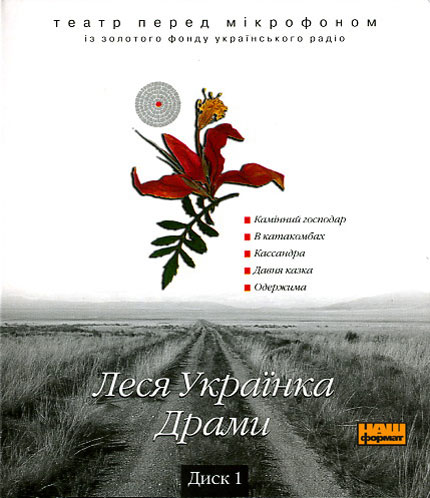 театр перед мікрофоном
із золотого фонду українського радіо
Камінний господар
В катакомбах
Кассандра
Давня казка
Одержима
Леся Українка
Драми
НАШ
формат
Диск 1